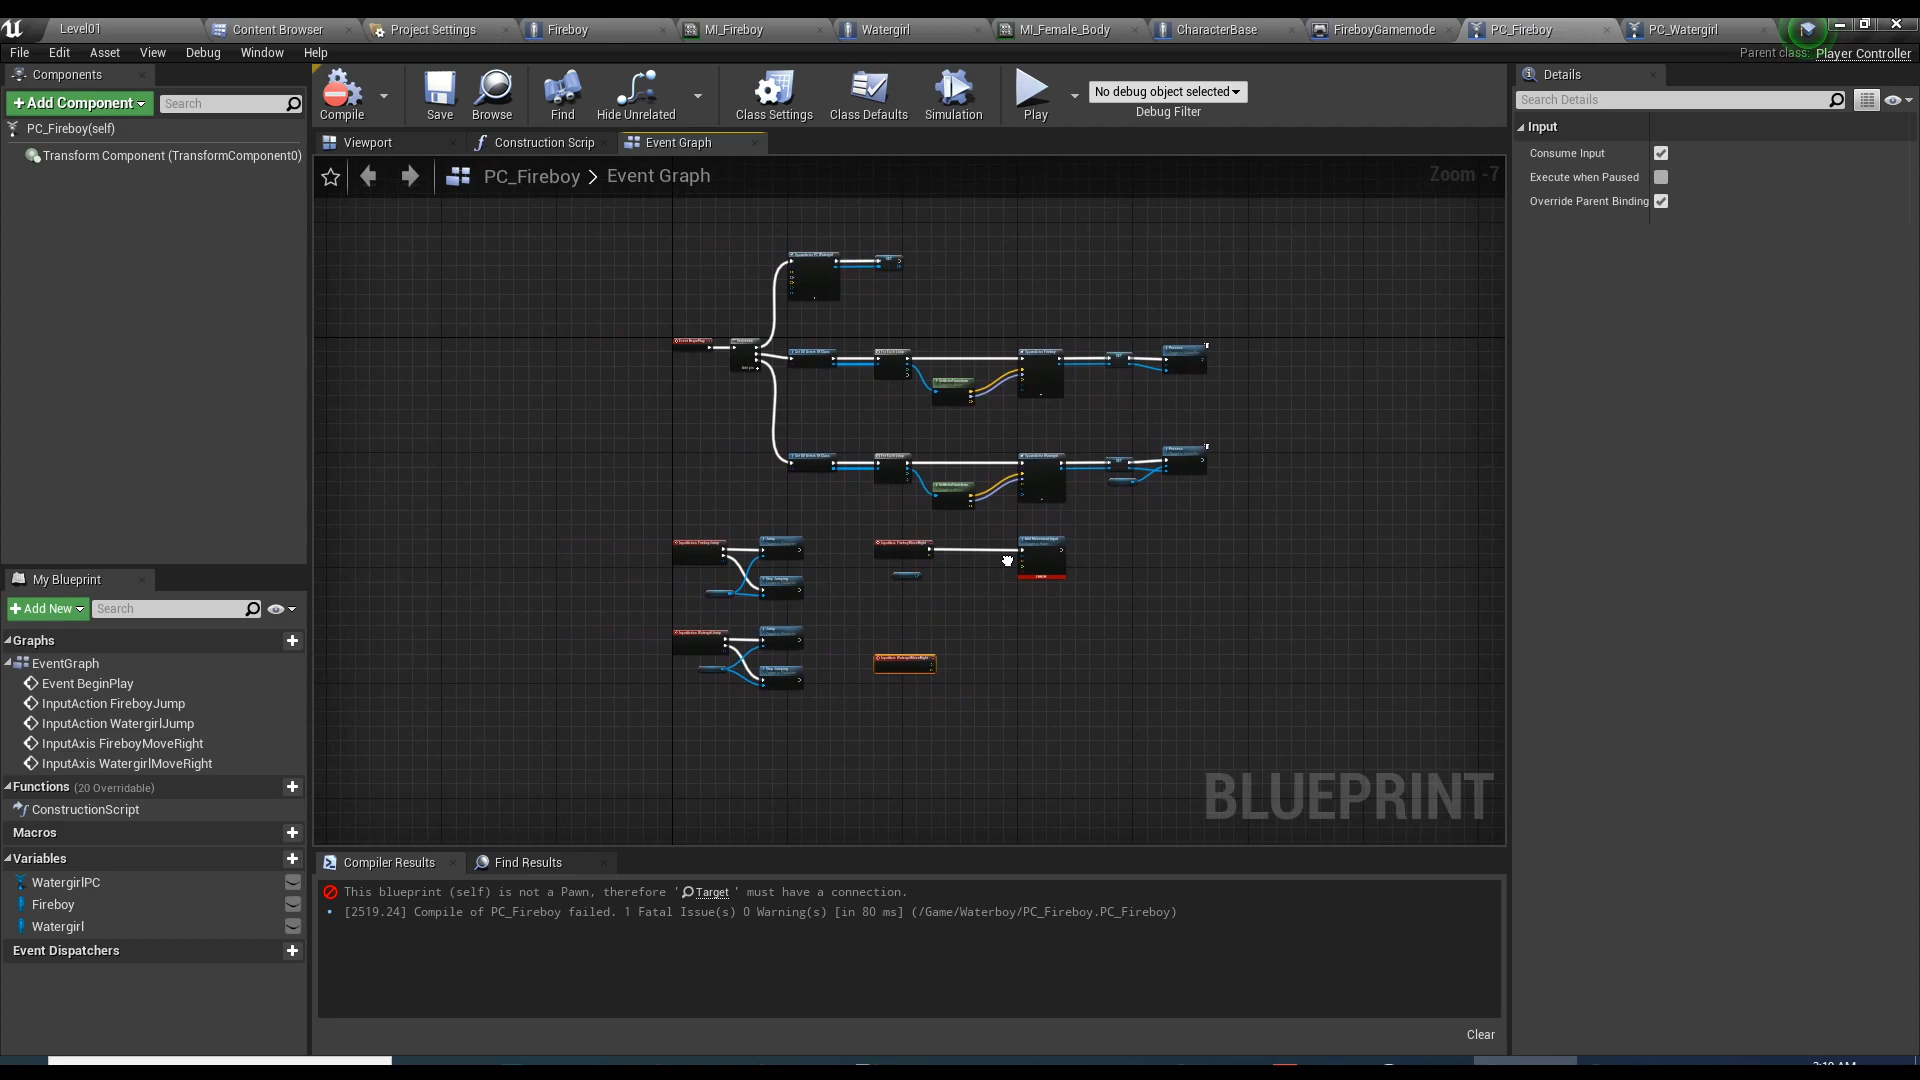 Level01
Content Browser
Project Settings
Fireboy
MI_Fireboy
Watergirl
MI_Female_Body
CharacterBase
FireboyGamemode
PC_Fireboy
PC_Watergirl
File Edit Asset View Debug Window Help
Parent class: Player Controller
Components
+ Add Component
Search
PC_Fireboy(self)
Transform Component (TransformComponent0)
Compile
Save
Browse
Find
Hide Unrelated
Class Settings
Class Defaults
Simulation
Play
No debug object selected
Debug Filter
Viewport
Construction Scrip
Event Graph
PC_Fireboy > Event Graph
Zoom -7
Details
Search Details
Input
Consume Input
Execute when Paused
Override Parent Binding
Event BeginPlay
My Blueprint
+ Add New
Search
Graphs
EventGraph
Event BeginPlay
InputAction FireboyJump
InputAction WatergirlJump
InputAxis FireboyMoveRight
InputAxis WatergirlMoveRight
Functions (20 Overridable)
ConstructionScript
Macros
Variables
WatergirlPC
Fireboy
Watergirl
Event Dispatchers
BLUEPRINT
Compiler Results
Find Results
This blueprint (self) is not a Pawn, therefore ' Target ' must have a connection.
[2519.24] Compile of PC_Fireboy failed. 1 Fatal Issue(s) 0 Warning(s) [in 80 ms] (/Game/Waterboy/PC_Fireboy.PC_Fireboy)
Clear